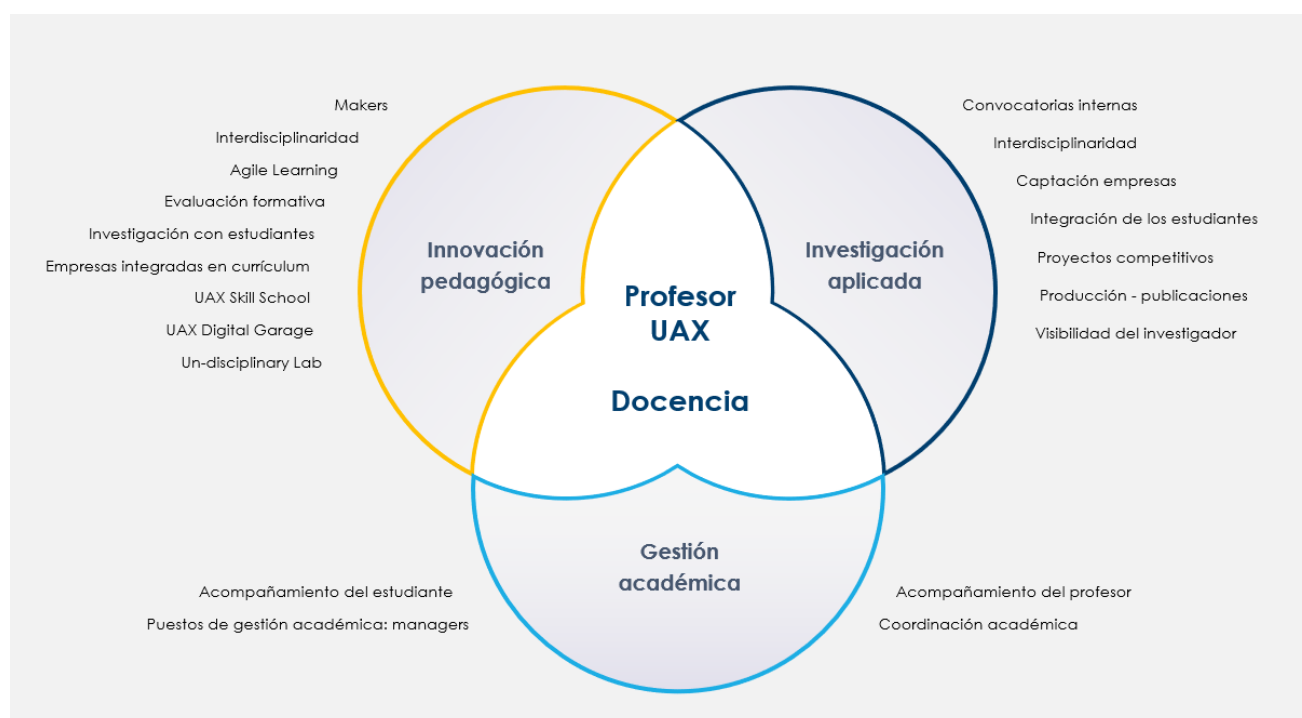 Makers
Interdisciplinaridad
Agile Learning
Evaluación formativa
Investigación con estudiantes
Empresas integradas en currículum
UAX Skill School
UAX Digital Garage
Un-disciplinary Lab
Innovación
pedagógica
Profesor
UAX
Docencia
Investigación
aplicada
Convocatorias internas
Interdisciplinaridad
Captación empresas
Integración de los estudiantes
Proyectos competitivos
Producción - publicaciones
Visibilidad del investigador
Gestión
académica
Acompañamiento del estudiante
Puestos de gestión académica: managers
Acompañamiento del profesor
Coordinación académica